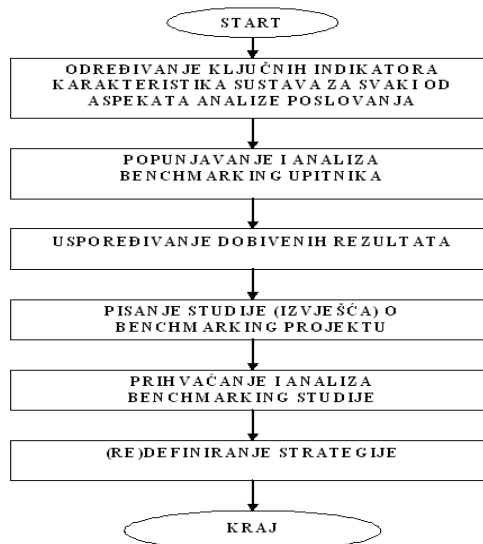 START
ODREĐIVANJE KLJUČNIH INDIKATORA
KARAKTERISTIKA SUSTAVA ZA SVAKI OD
ASPEKATA ANALIZE POSLOVANJA
POPUNJAVANJE I ANALIZA
BENCHMARKING UPITNIKA
USPOREĐIVANJE DOBIVENIH REZULTATA
PISANJE STUDIJE (IZVJEŠĆA) O
BENCHMARKING PROJEKTU
PRIHVAĆANJE I ANALIZA
BENCHMARKING STUDIJE
(RE)DEFINIRANJE STRATEGIJE
KRAJ